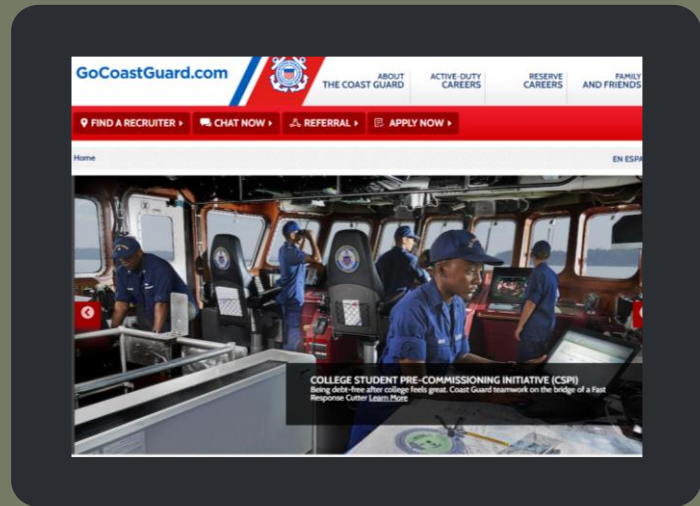 GoCoastGuard.com
ABOUT
THE COAST GUARD
ACTIVE-DUTY
CAREERS
RESERVE
CAREERS
FAMILY
AND FRIENDS
FIND A RECRUITER
CHAT NOW
REFERRAL
APPLY NOW
Home
EN ESPA
COLLEGE STUDENT PRE-COMMISSIONING INITIATIVE (CSPI)
Being debt-free after college feels great. Coast Guard teamwork on the bridge of a Fast
Response Cutter Learn More